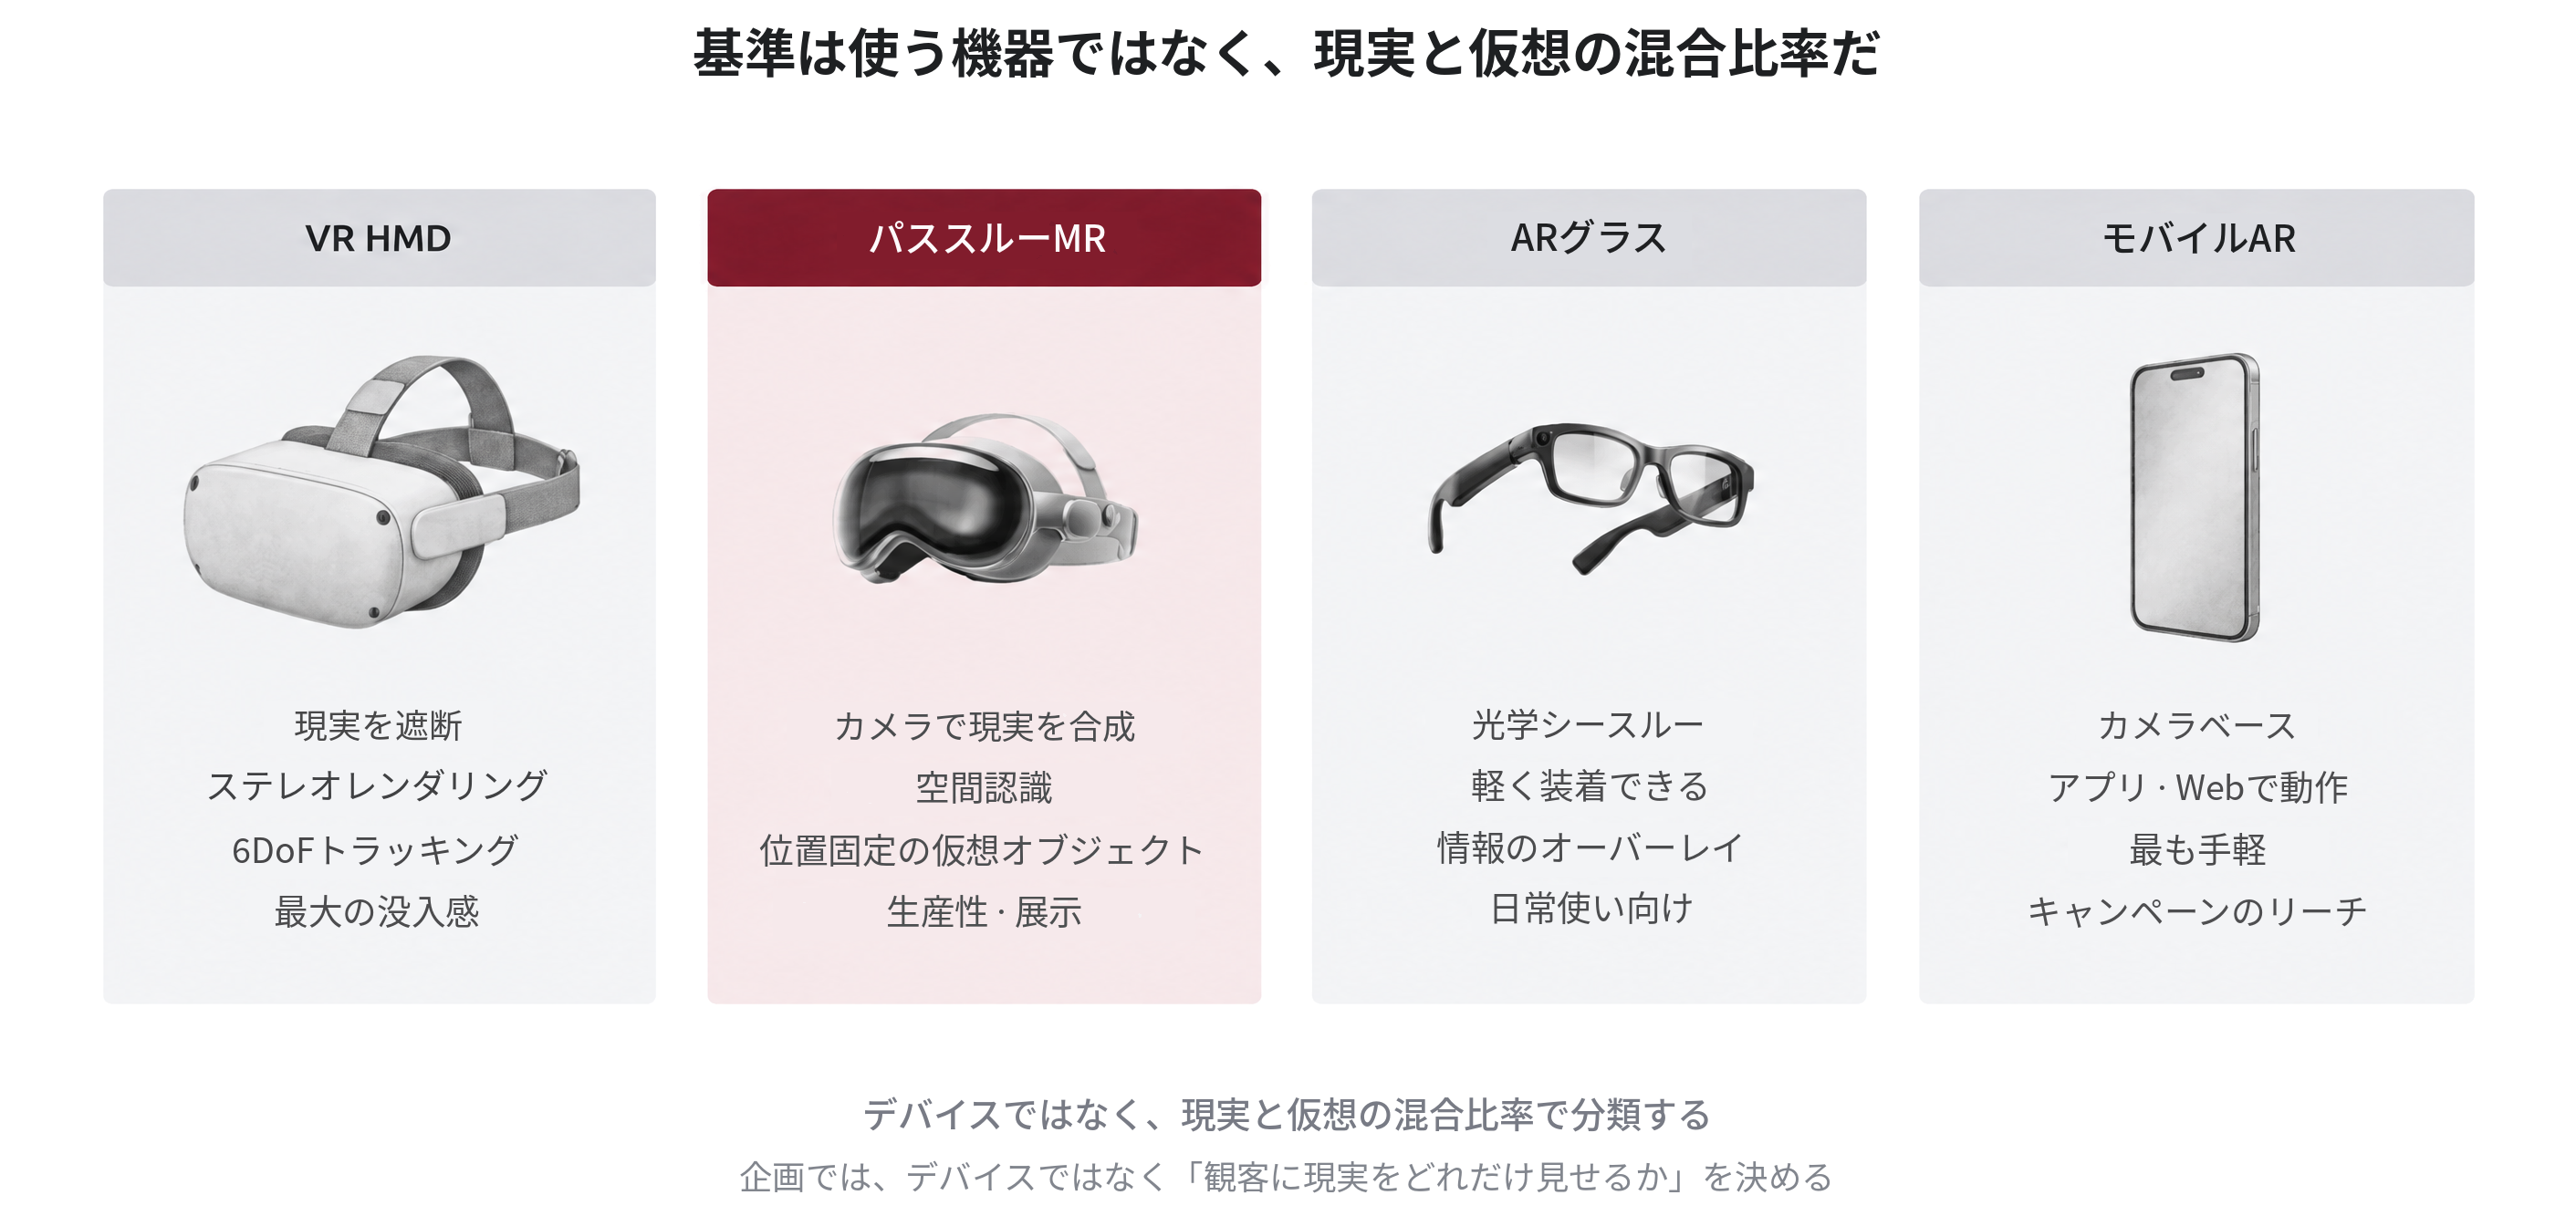 基準は使う機器ではなく、現実と仮想の混合比率だ
VR HMD
現実を遮断
ステレオレンダリング
6DoFトラッキング
最大の没入感
パススルーMR
カメラで現実を合成
空間認識
位置固定の仮想オブジェクト
生産性·展示
ARグラス
光学シースルー
軽く装着できる
情報のオーバーレイ
日常使い向け
モバイルAR
カメラベース
アプリ·Webで動作
最も手軽
キャンペーンのリーチ
デバイスではなく、現実と仮想の混合比率で分類する
企画では、デバイスではなく「観客に現実をどれだけ見せるか」を決める